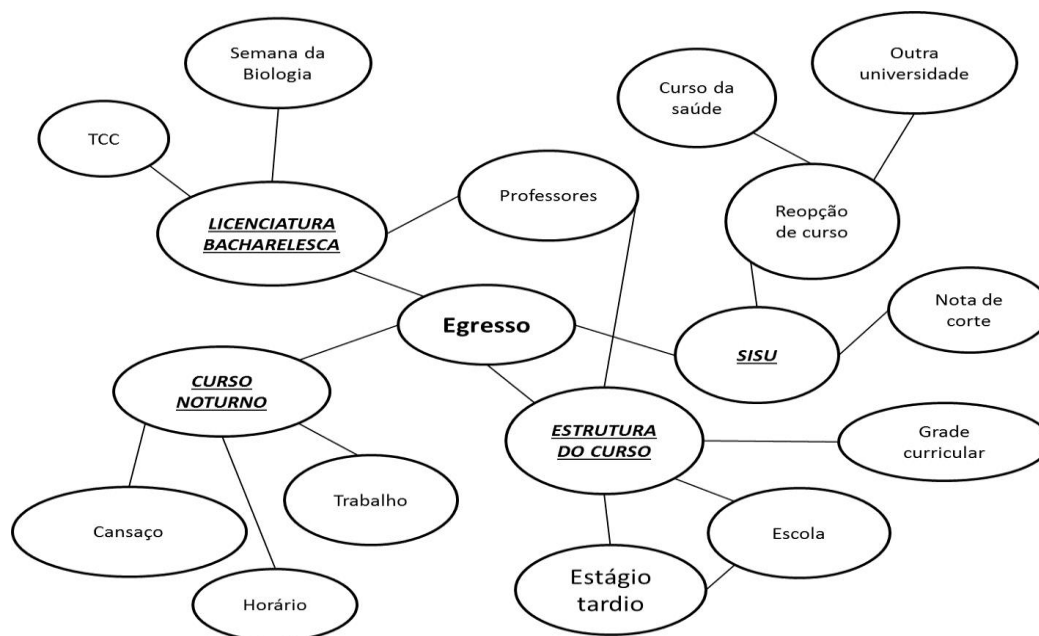 Semana da
Biologia
Outra
universidade
Curso da
saúde
TCC
Professores
LICENCIATURA
BACHARELESCA
Reopção
de curso
Egresso
Nota de
corte
SISU
CURSO
NOTURNO
ESTRUTURA
DO CURSO
Grade
curricular
Trabalho
Cansaço
Escola
Estágio
tardio
Horário